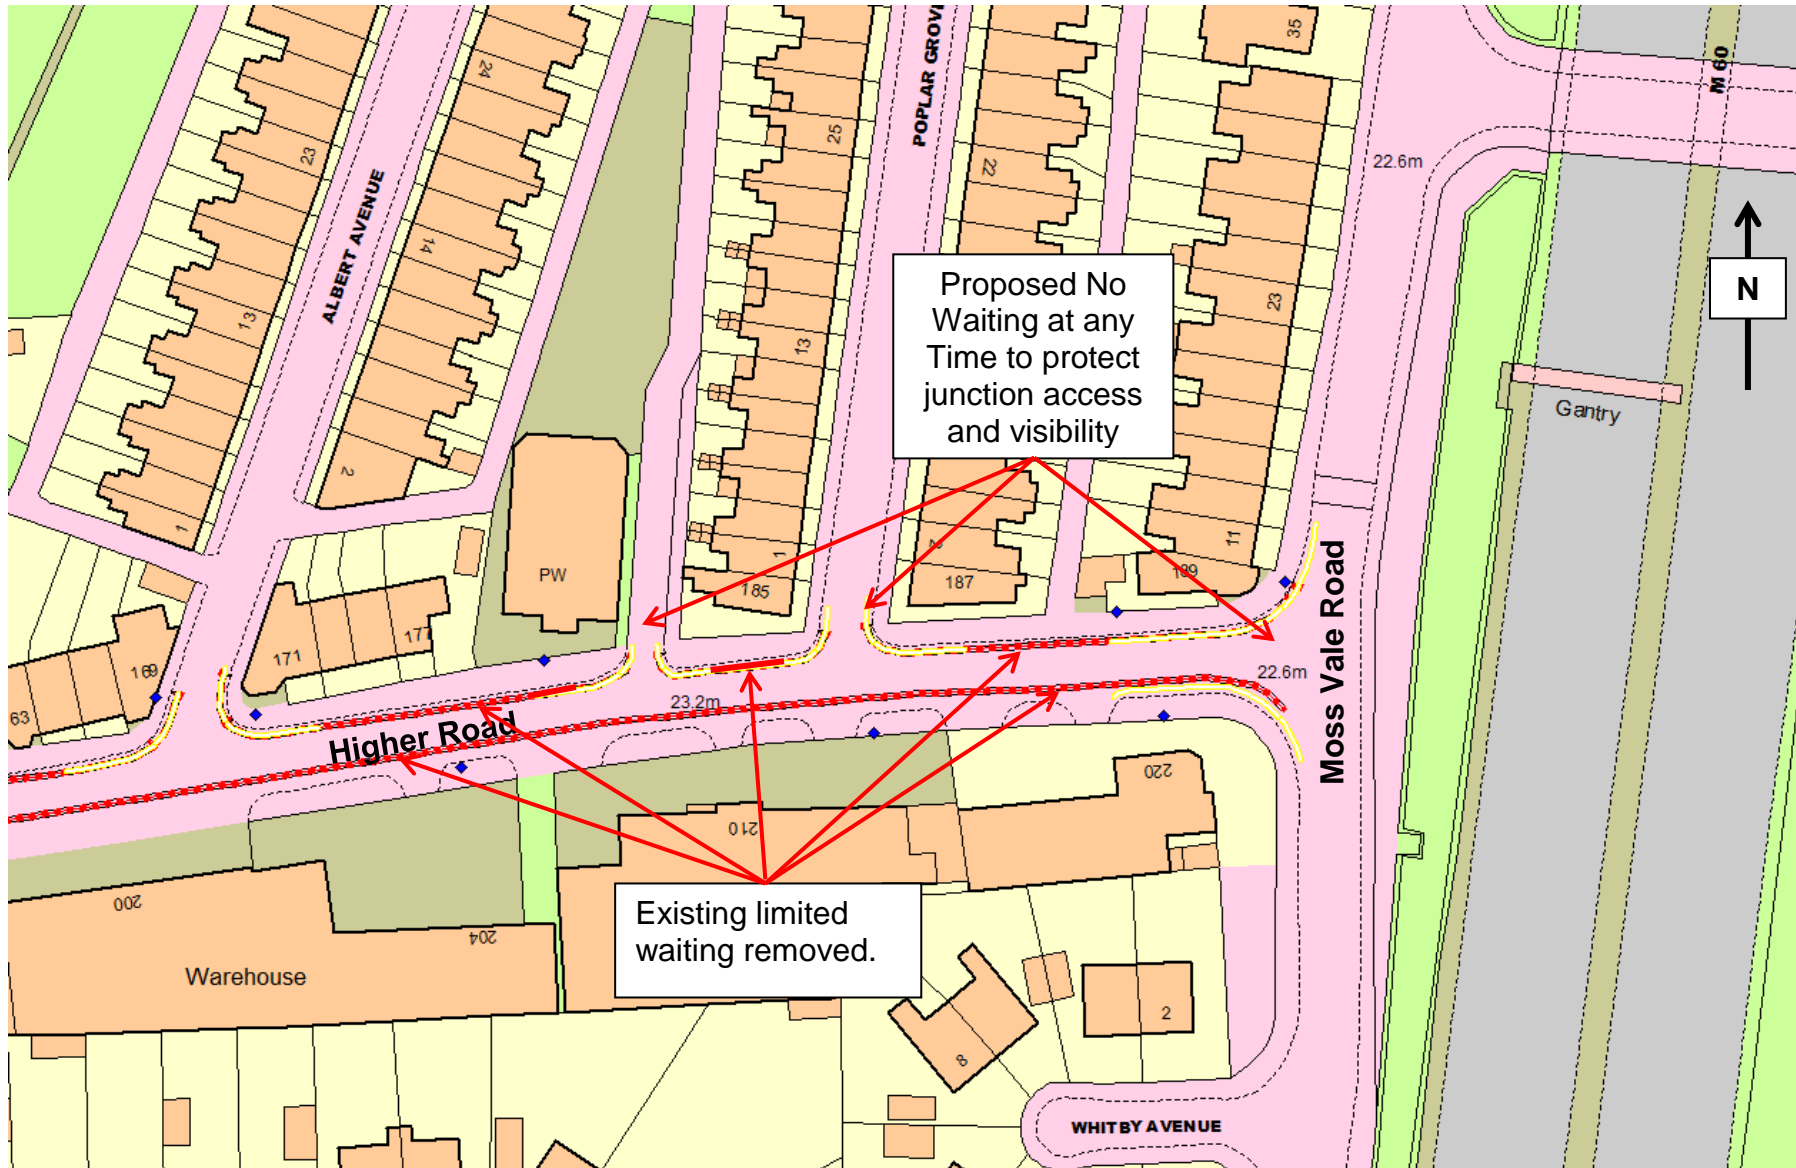 POPLAR GROVE
35
M 60
24
23
25
22
22.6m
ALBERT AVENUE
14
13
13
23
N
Proposed No
Waiting at any
Time to protect
junction access
and visibility
Gantry
2
1
1
2
11
PW
185
187
189
177
171
169
63
22.6m
23.2m
Higher Road
Moss Vale Road
220
210
200
204
Warehouse
Existing limited
waiting removed.
2
8
WHITBY AVENUE